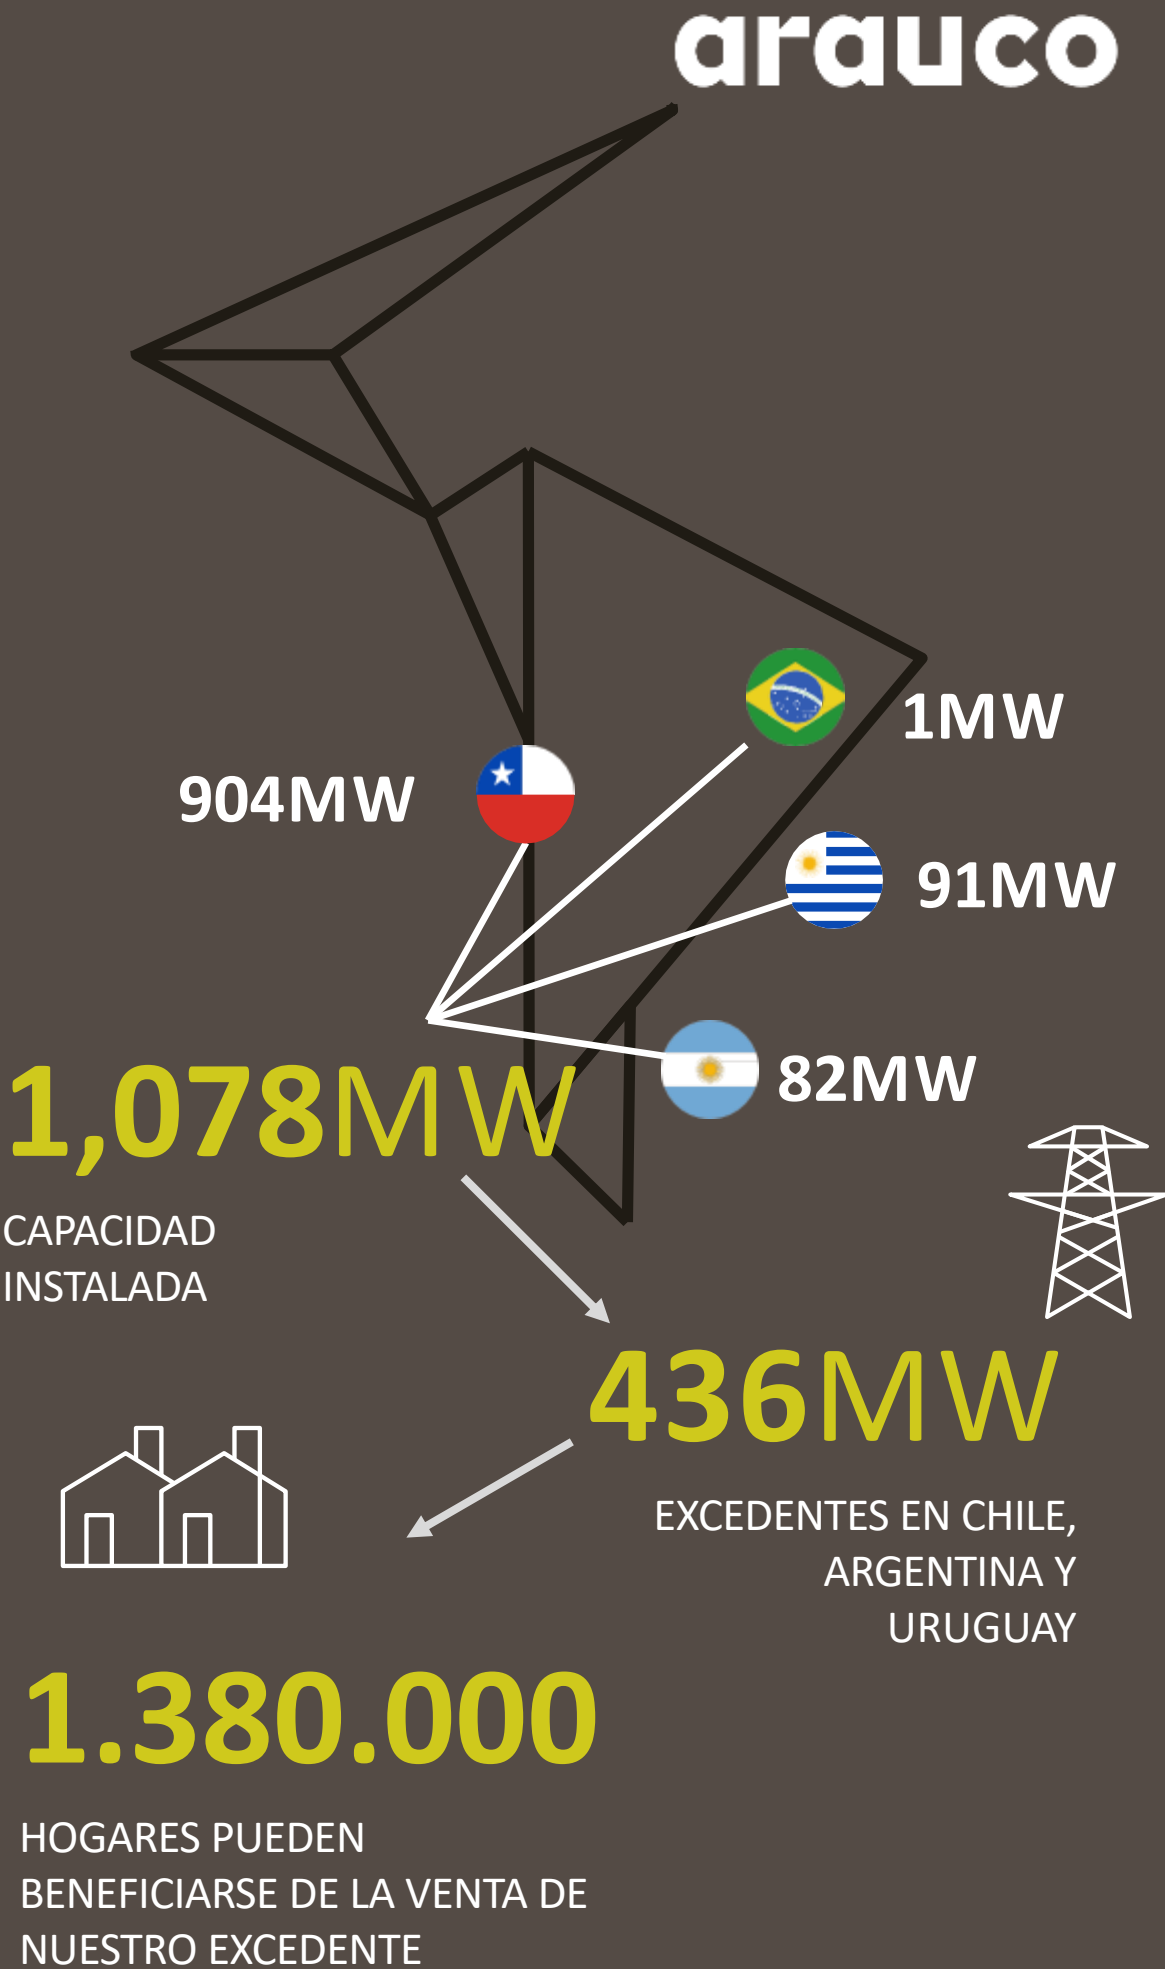 arauco
1MW
904MW
91MW
82MW
1,078MW
CAPACIDAD
INSTALADA
436MW
EXCEDENTES EN CHILE,
ARGENTINA Y
URUGUAY
1.380.000
HOGARES PUEDEN
BENEFICIARSE DE LA VENTA DE
NUESTRO EXCEDENTE